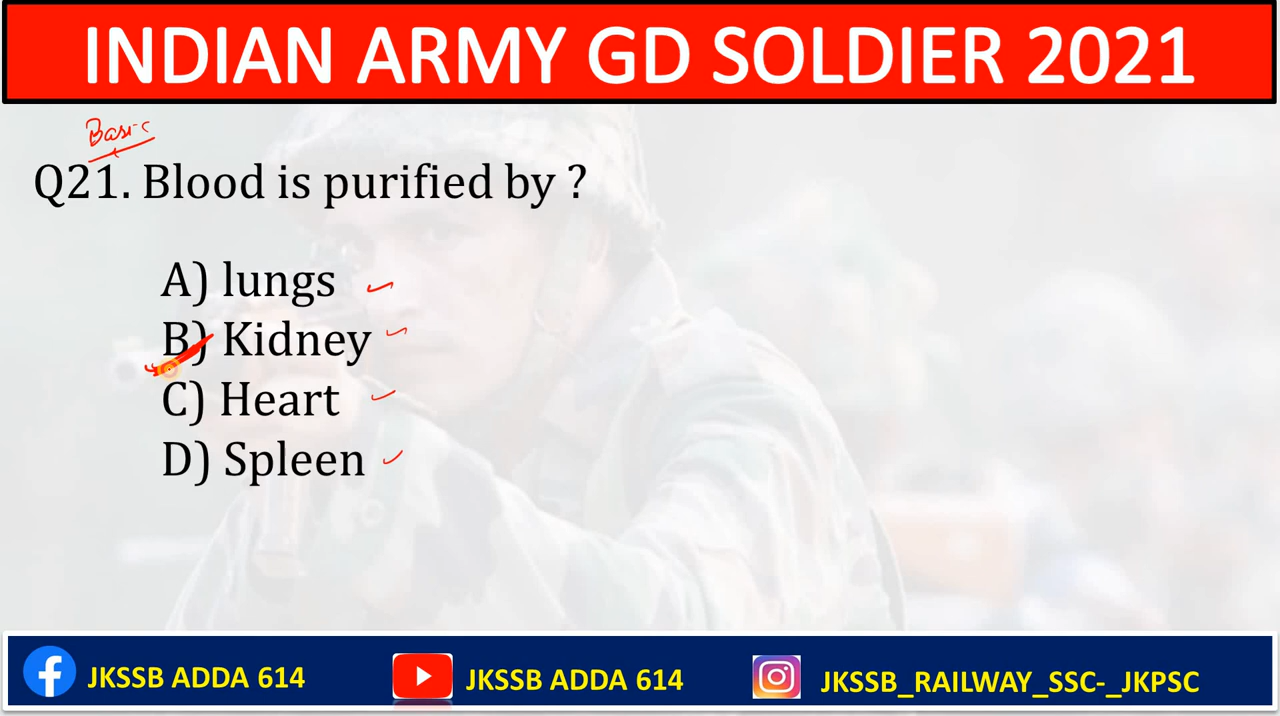 INDIAN ARMY GD SOLDIER 2021
Basic
Q21. Blood is purified by ?
A) lungs
B) Kidney
C) Heart
D) Spleen
JKSSB ADDA 614
JKSSB ADDA 614
JKSSB_RAILWAY_SSC-_JKPSC